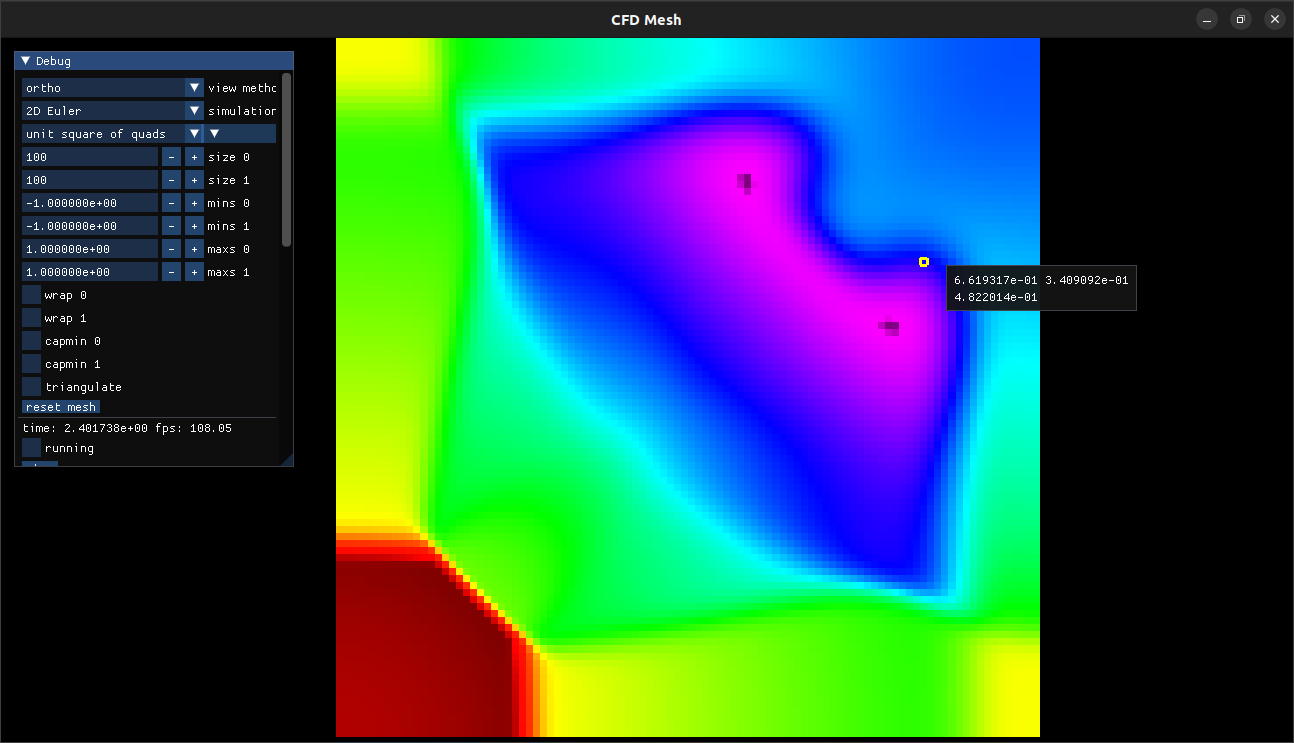 CFD Mesh
Debug
ortho view metho
2D Euler simulation
unit square of quads
100 - + size 0
100 - + size 1
-1.000000e+00 - + mins 0
-1.000000e+00 - + mins 1
1.000000e+00 - + maxs 0
1.000000e+00 - + maxs 1
wrap 0
wrap 1
capmin 0
capmin 1
triangulate
reset mesh
time: 2.401738e+00 fps: 108.05
running
6.619317e-01 3.409092e-01
4.822014e-01